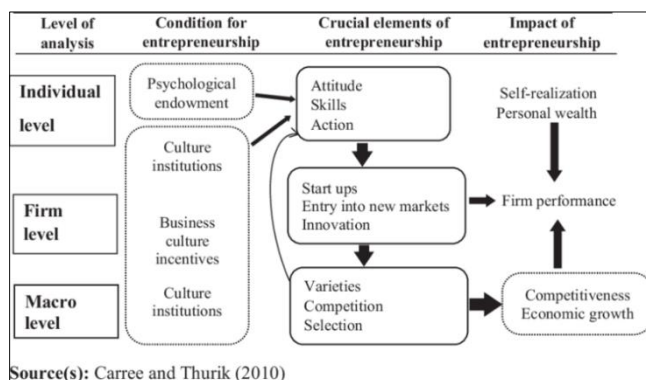 Level of
analysis
Condition for
entrepreneurship
Crucial elements of
entrepreneurship
Impact of
entrepreneurship
Individual
level
Psychological
endowment
Attitude
Skills
Action
Self-realization
Personal wealth
Culture
institutions
Firm
level
Business
culture
incentives
Start ups
Entry into new markets
Innovation
Firm performance
Macro
level
Culture
institutions
Varieties
Competition
Selection
Competitiveness
Economic growth
Source(s): Carree and Thurik (2010)